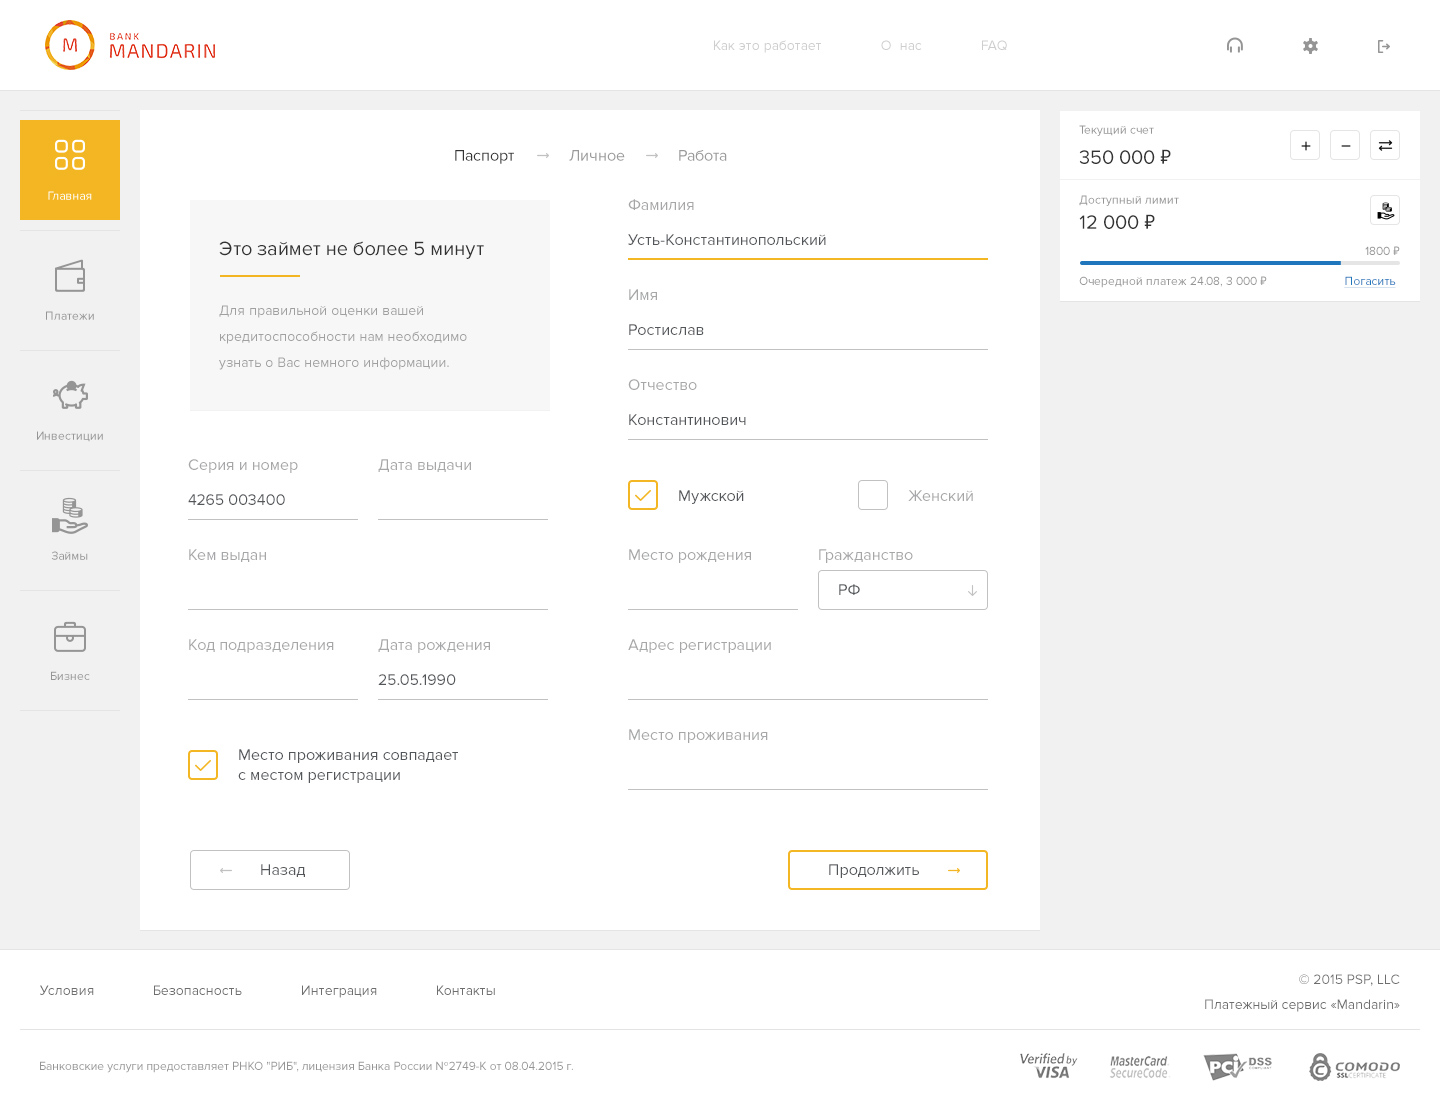 M
BANK
MANDARIN
Как это работает
О нас
FAQ
Главная
Платежи
Инвестиции
Займы
Бизнес
Паспорт → Личное → Работа
Это займет не более 5 минут
Для правильной оценки вашей
кредитоспособности нам необходимо
узнать о Вас немного информации.
Серия и номер
4265 003400
Дата выдачи
Кем выдан
Код подразделения
Дата рождения
25.05.1990
Место проживания совпадает
с местом регистрации
Фамилия
Усть-Константинопольский
Имя
Ростислав
Отчество
Константинович
Мужской
Женский
Место рождения
Гражданство
РФ
Адрес регистрации
Место проживания
← Назад
Продолжить →
Текущий счет
350 000 ₽
Доступный лимит
12 000 ₽
1800 ₽
Очередной платеж 24.08, 3 000 ₽
Погасить
Условия
Безопасность
Интеграция
Контакты
© 2015 PSP, LLC
Платежный сервис «Mandarin»
Банковские услуги предоставляет РНКО "РИБ", лицензия Банка России №2749-К от 08.04.2015 г.
Verified by
VISA
MasterCard
SecureCode
PCI
DSS
COMODO
SSL CERTIFICATE